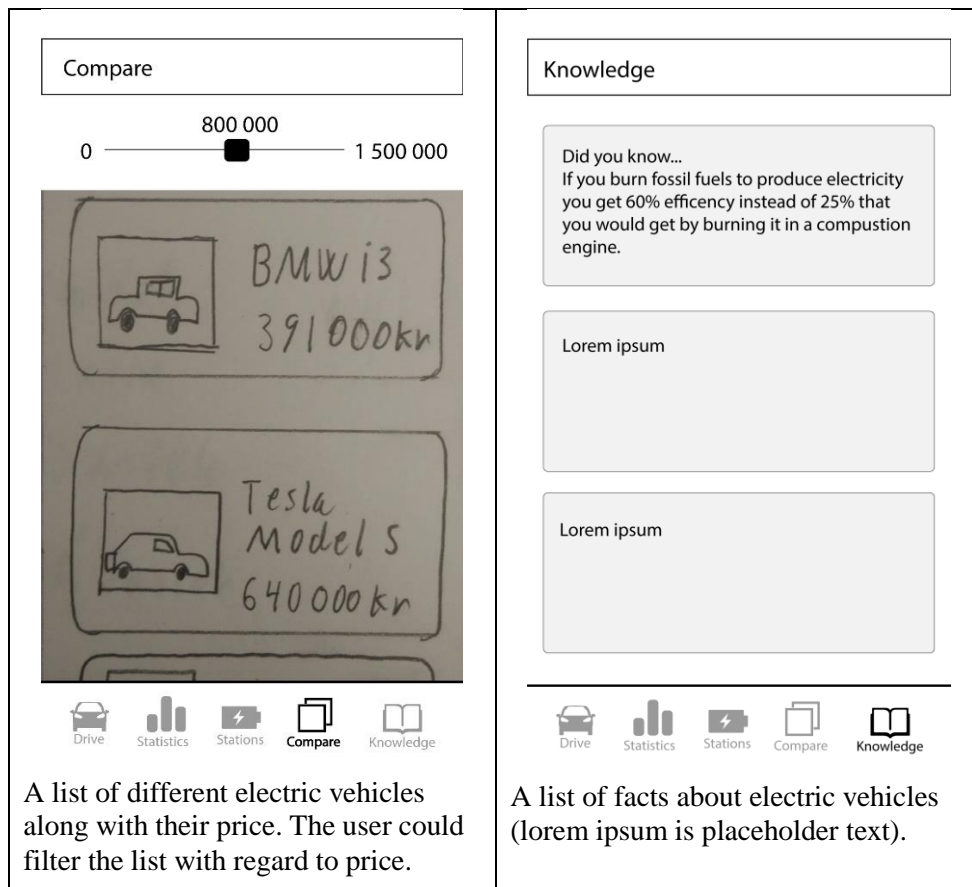 Compare
800 000
0 1 500 000
BMW i3
391 000kr
Tesla
Model S
640 000 kr
Drive Statistics Stations Compare Knowledge
A list of different electric vehicles
along with their price. The user could
filter the list with regard to price.
Knowledge
Did you know...
If you burn fossil fuels to produce electricity
you get 60% efficency instead of 25% that
you would get by burning it in a compustion
engine.
Lorem ipsum
Lorem ipsum
Drive Statistics Stations Compare Knowledge
A list of facts about electric vehicles
(lorem ipsum is placeholder text).